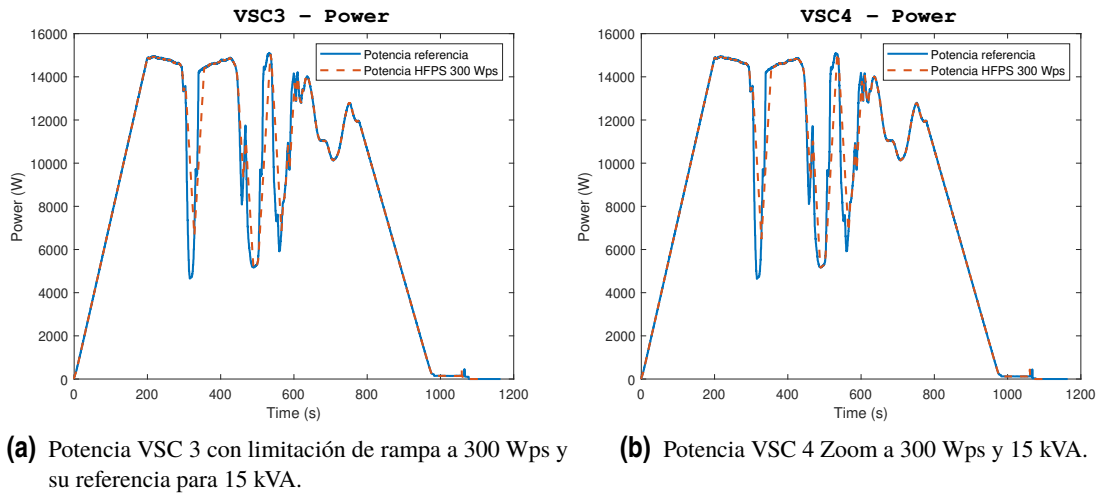 VSC3 – Power
16000
14000
12000
10000
8000
6000
4000
2000
0
Power (W)
0 200 400 600 800 1000 1200
Time (s)
Potencia referencia
Potencia HFPS 300 Wps
(a) Potencia VSC 3 con limitación de rampa a 300 Wps y
su referencia para 15 kVA.
VSC4 – Power
16000
14000
12000
10000
8000
6000
4000
2000
0
Power (W)
0 200 400 600 800 1000 1200
Time (s)
Potencia referencia
Potencia HFPS 300 Wps
(b) Potencia VSC 4 Zoom a 300 Wps y 15 kVA.